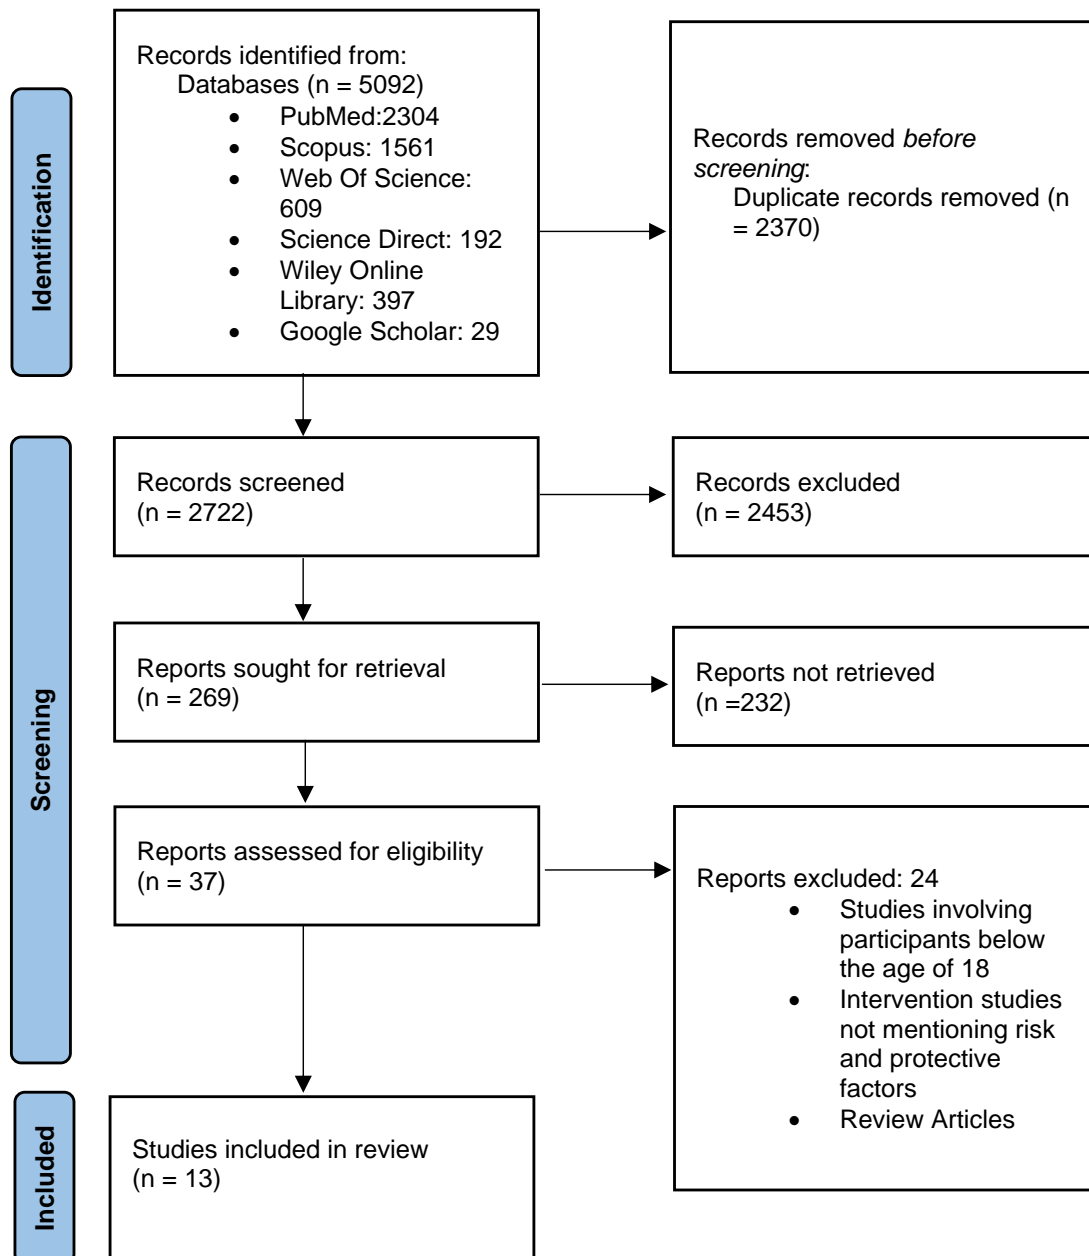 Identification
Records identified from:
Databases (n = 5092)
• PubMed:2304
• Scopus: 1561
• Web Of Science:
609
• Science Direct: 192
• Wiley Online
Library: 397
• Google Scholar: 29
Records removed before
screening:
Duplicate records removed (n
= 2370)
Screening
Records screened
(n = 2722)
Records excluded
(n = 2453)
Reports sought for retrieval
(n = 269)
Reports not retrieved
(n =232)
Reports assessed for eligibility
(n = 37)
Reports excluded: 24
• Studies involving
participants below
the age of 18
• Intervention studies
not mentioning risk
and protective
factors
• Review Articles
Included
Studies included in review
(n = 13)